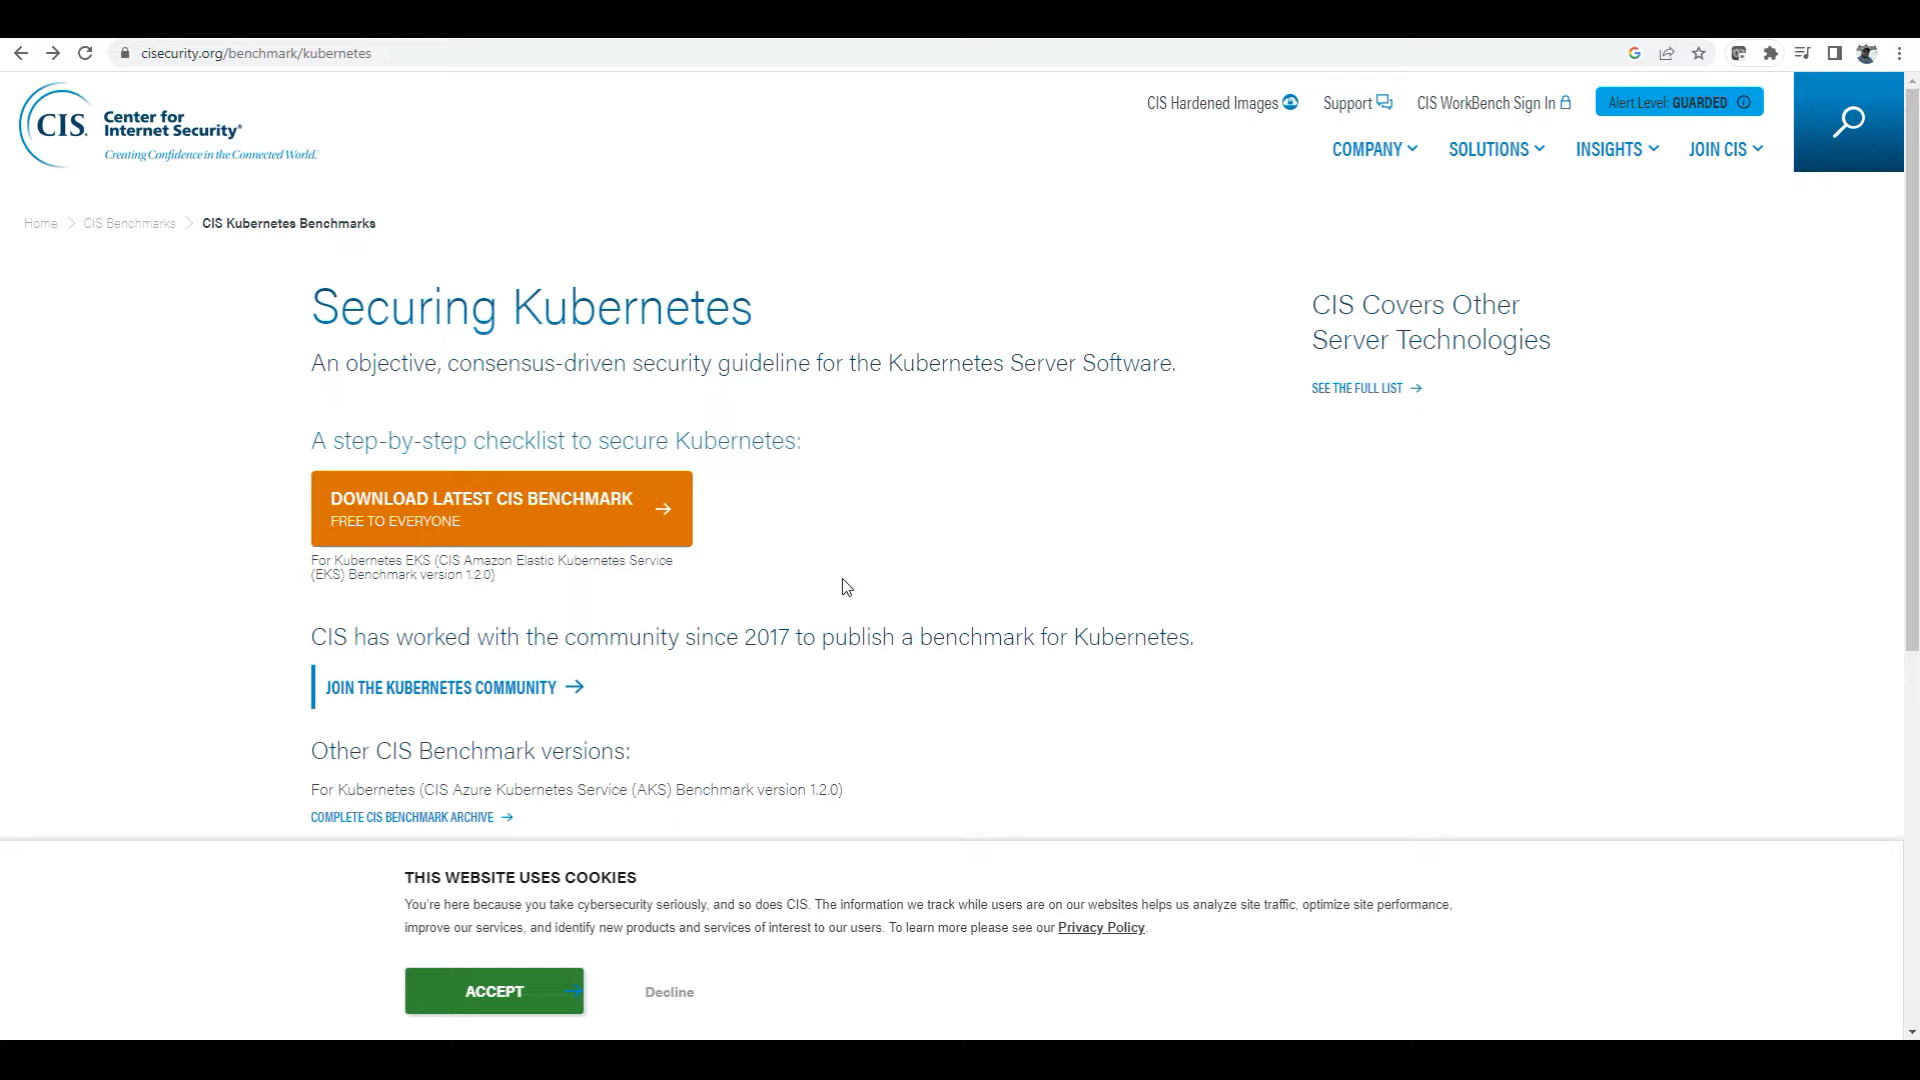 cisecurity.org/benchmark/kubernetes
CIS Hardened Images
Support
CIS WorkBench Sign In
Alert Level: GUARDED
CIS.
Center for
Internet Security®
Creating Confidence in the Connected World.™
COMPANY
SOLUTIONS
INSIGHTS
JOIN CIS
Home
CIS Benchmarks
CIS Kubernetes Benchmarks
Securing Kubernetes
An objective, consensus-driven security guideline for the Kubernetes Server Software.
CIS Covers Other
Server Technologies
SEE THE FULL LIST
A step-by-step checklist to secure Kubernetes:
DOWNLOAD LATEST CIS BENCHMARK
FREE TO EVERYONE
For Kubernetes EKS (CIS Amazon Elastic Kubernetes Service
(EKS) Benchmark version 1.2.0)
CIS has worked with the community since 2017 to publish a benchmark for Kubernetes.
JOIN THE KUBERNETES COMMUNITY
Other CIS Benchmark versions:
For Kubernetes (CIS Azure Kubernetes Service (AKS) Benchmark version 1.2.0)
COMPLETE CIS BENCHMARK ARCHIVE
THIS WEBSITE USES COOKIES
You're here because you take cybersecurity seriously, and so does CIS. The information we track while users are on our websites helps us analyze site traffic, optimize site performance,
improve our services, and identify new products and services of interest to our users. To learn more please see our Privacy Policy.
ACCEPT
Decline